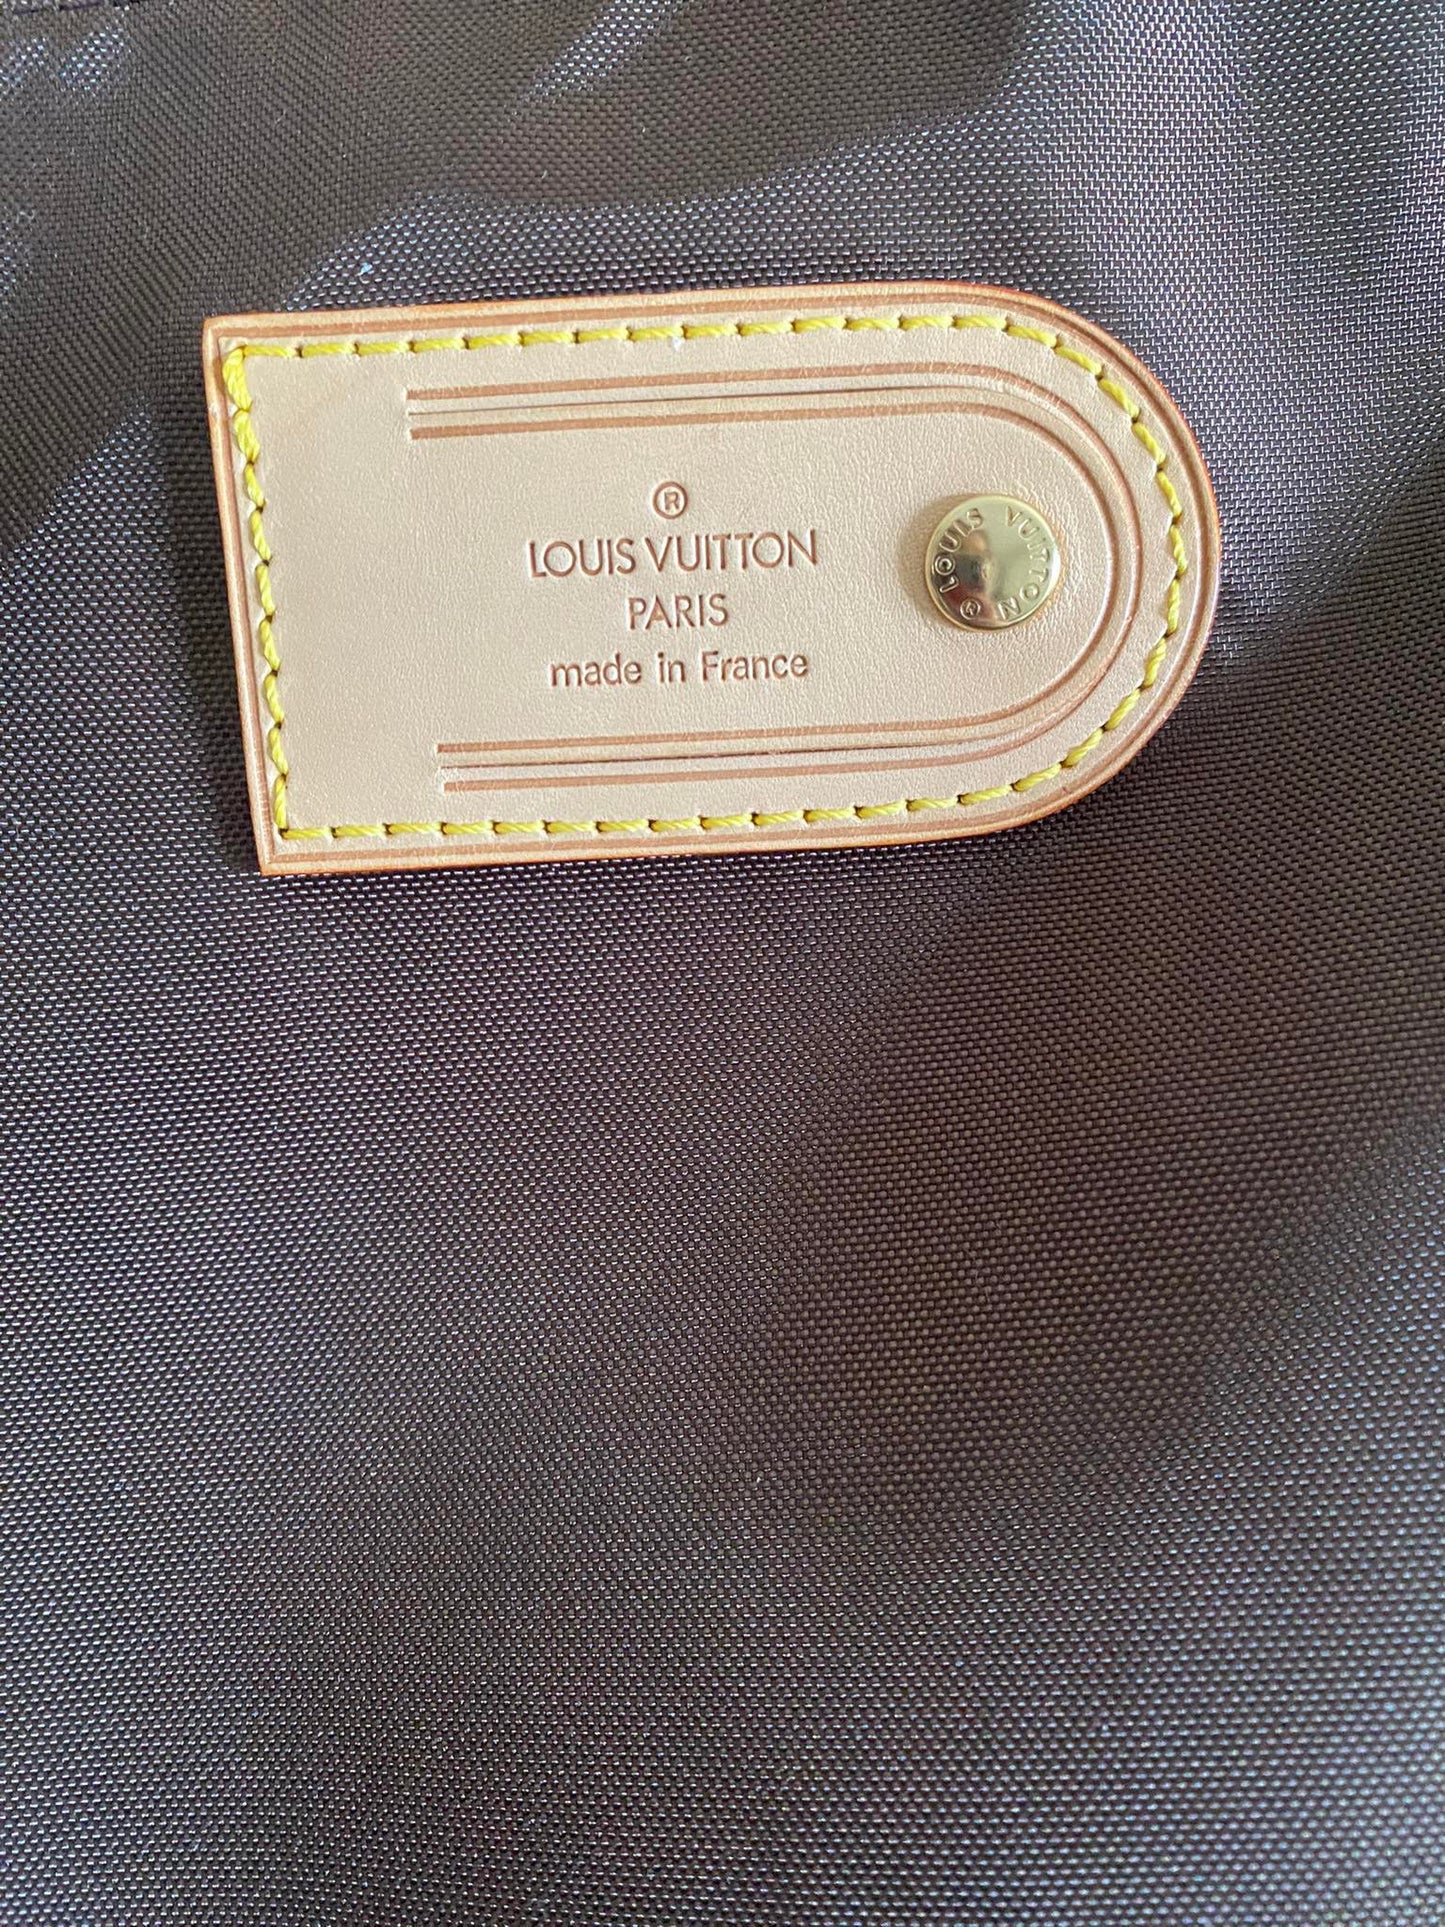 ®
LOUIS VUITTON
PARIS
made in France
LOUIS VUITTON ®